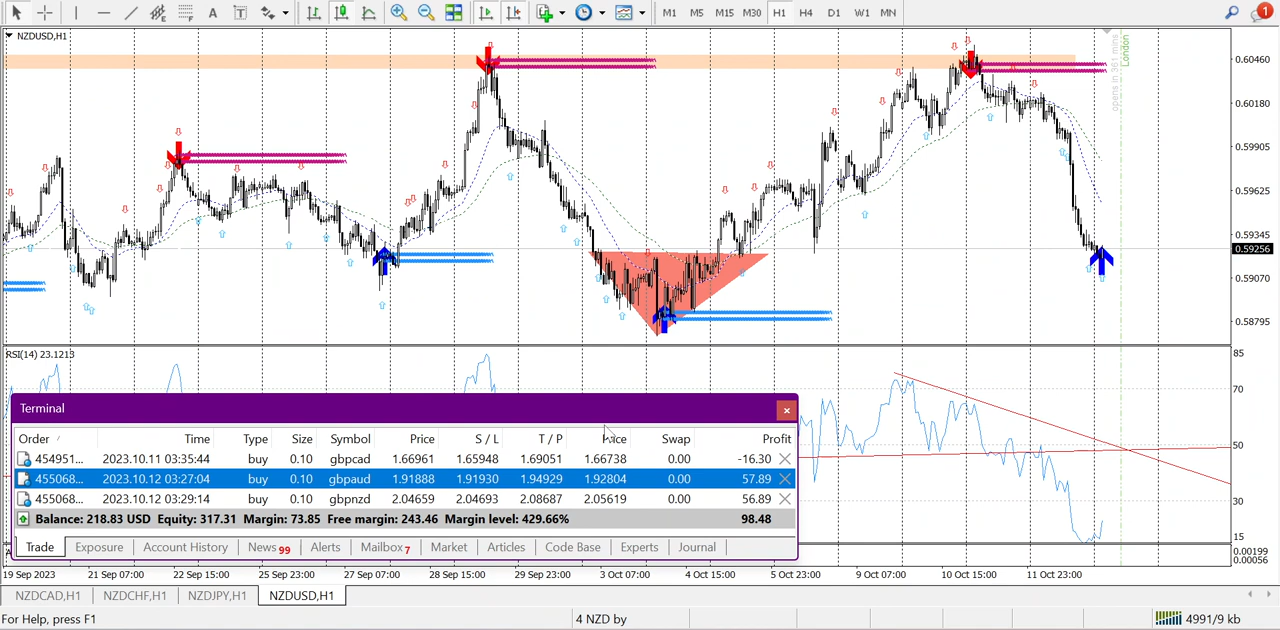 A T M1 M5 M15 M30 H1 H4 D1 W1 MN 1
NZDUSD,H1
opens in 361 mins
London
0.60460
0.60180
0.59905
0.59625
0.59345
0.59256
0.59070
0.58795
RSI(14) 23.1213
85
70
50
30
15
0.00199
0.00056
Terminal
Order Time Type Size Symbol Price S / L T / P Price Swap Profit
454951... 2023.10.11 03:35:44 buy 0.10 gbpcad 1.66961 1.65948 1.69051 1.66738 0.00 -16.30
455068... 2023.10.12 03:27:04 buy 0.10 gbpaud 1.91888 1.91930 1.94929 1.92804 0.00 57.89
455068... 2023.10.12 03:29:14 buy 0.10 gbpnzd 2.04659 2.04693 2.08687 2.05619 0.00 56.89
Balance: 218.83 USD Equity: 317.31 Margin: 73.85 Free margin: 243.46 Margin level: 429.66% 98.48
Trade Exposure Account History News 99 Alerts Mailbox 7 Market Articles Code Base Experts Journal
19 Sep 2023 21 Sep 07:00 22 Sep 15:00 25 Sep 23:00 27 Sep 07:00 28 Sep 15:00 29 Sep 23:00 3 Oct 07:00 4 Oct 15:00 5 Oct 23:00 9 Oct 07:00 10 Oct 15:00 11 Oct 23:00
NZDCAD,H1 NZDCHF,H1 NZDJPY,H1 NZDUSD,H1
For Help, press F1 4 NZD by 4991/9 kb